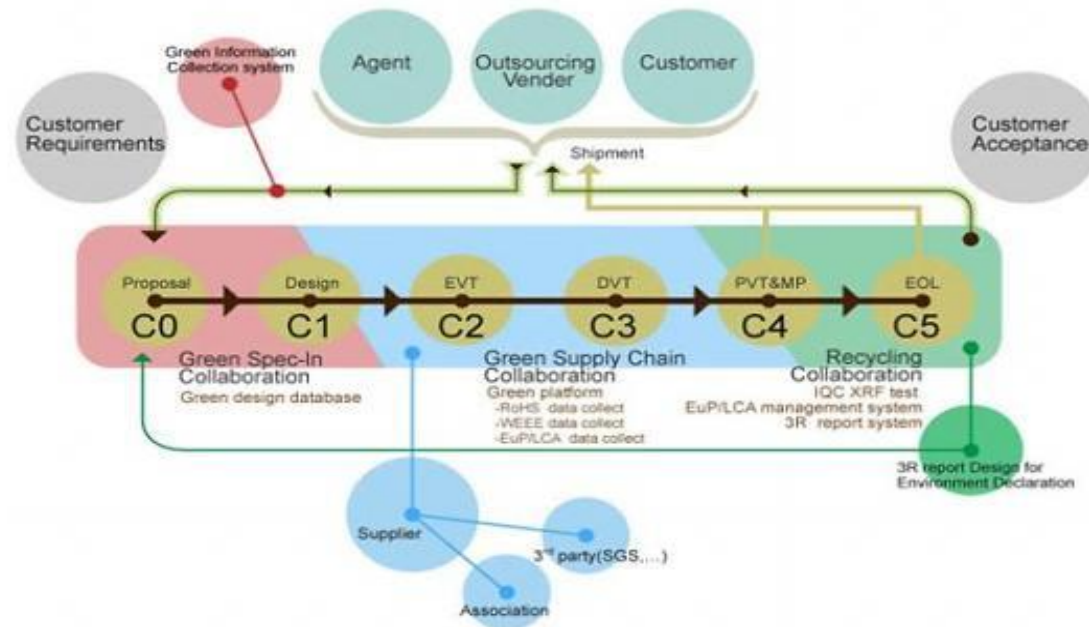 Green Information
Collection system
Agent
Outsourcing
Vender
Customer
Customer
Requirements
Customer
Acceptance
Shipment
Proposal
C0
Design
C1
EVT
C2
DVT
C3
PVT&MP
C4
EOL
C5
Green Spec-In
Collaboration
Green design database
Green Supply Chain
Collaboration
Green platform
-RoHS data collect
-WEEE data collect
-EuP/LCA data collect
Recycling
Collaboration
IQC XRF test
EuP/LCA management system
3R report system
3R report Design for
Environment Declaration
Supplier
3rd party(SGS,...)
Association